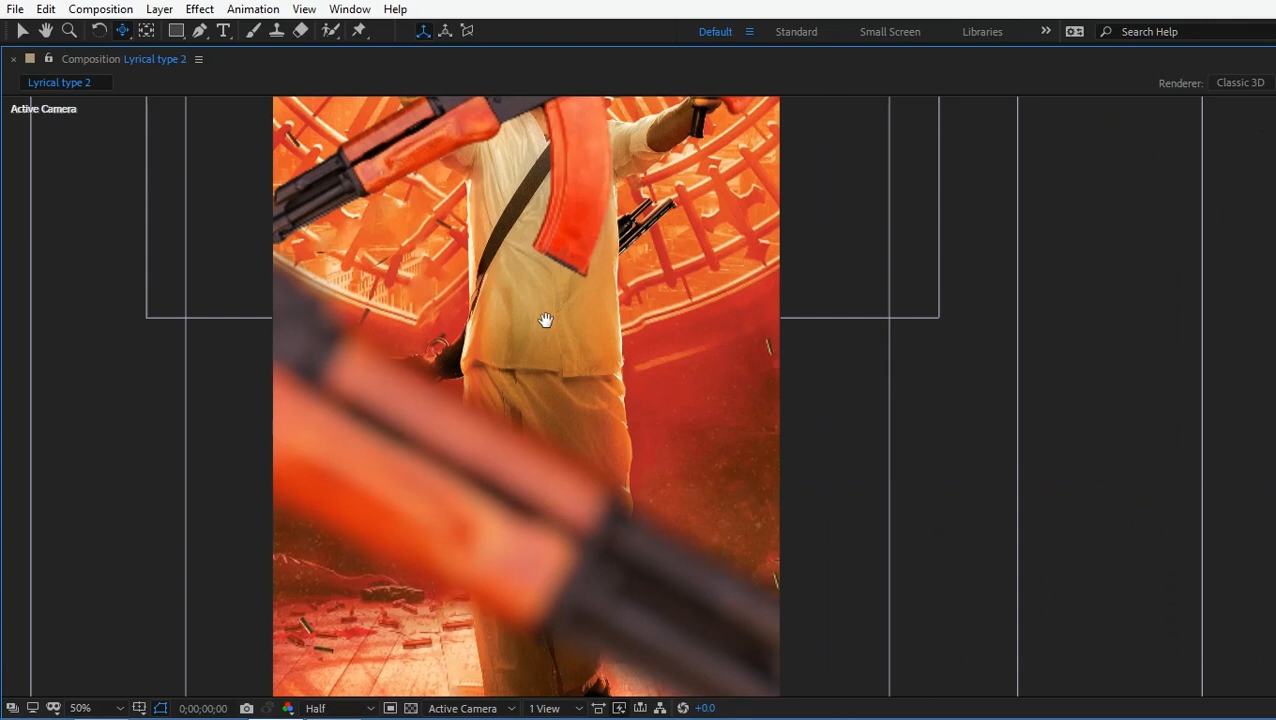 File Edit Composition Layer Effect Animation View Window Help
Default Standard Small Screen Libraries Search Help
Composition Lyrical type 2
Lyrical type 2 Renderer: Classic 3D
Active Camera
50% 0;00;00;00 Half Active Camera 1 View +0.0